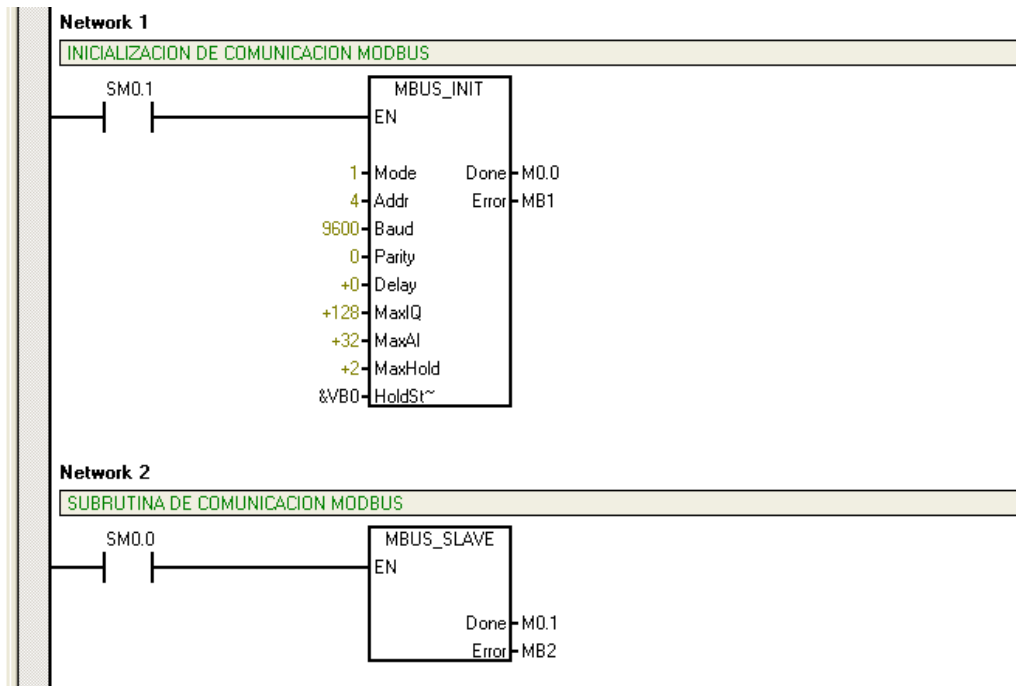 Network 1
INICIALIZACION DE COMUNICACION MODBUS
SM0.1
MBUS_INIT
EN
1 Mode Done M0.0
4 Addr Error MB1
9600 Baud
0 Parity
+0 Delay
+128 MaxIQ
+32 MaxAI
+2 MaxHold
&VB0 HoldSt~
Network 2
SUBRUTINA DE COMUNICACION MODBUS
SM0.0
MBUS_SLAVE
EN
Done M0.1
Error MB2